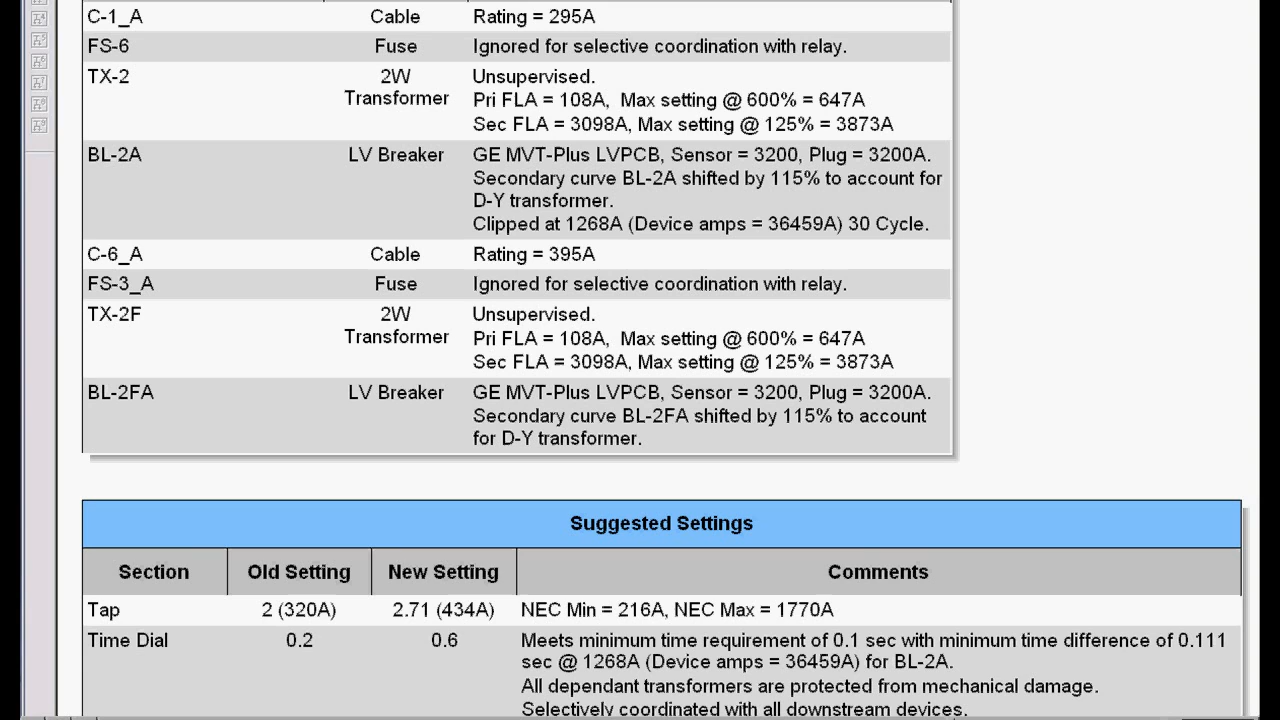 C-1_A Cable Rating = 295A
FS-6 Fuse Ignored for selective coordination with relay.
TX-2 2W Unsupervised.
Transformer Pri FLA = 108A, Max setting @ 600% = 647A
Sec FLA = 3098A, Max setting @ 125% = 3873A
BL-2A LV Breaker GE MVT-Plus LVPCB, Sensor = 3200, Plug = 3200A.
Secondary curve BL-2A shifted by 115% to account for
D-Y transformer.
Clipped at 1268A (Device amps = 36459A) 30 Cycle.
C-6_A Cable Rating = 395A
FS-3_A Fuse Ignored for selective coordination with relay.
TX-2F 2W Unsupervised.
Transformer Pri FLA = 108A, Max setting @ 600% = 647A
Sec FLA = 3098A, Max setting @ 125% = 3873A
BL-2FA LV Breaker GE MVT-Plus LVPCB, Sensor = 3200, Plug = 3200A.
Secondary curve BL-2FA shifted by 115% to account
for D-Y transformer.
Suggested Settings
Section Old Setting New Setting Comments
Tap 2 (320A) 2.71 (434A) NEC Min = 216A, NEC Max = 1770A
Time Dial 0.2 0.6 Meets minimum time requirement of 0.1 sec with minimum time difference of 0.111
sec @ 1268A (Device amps = 36459A) for BL-2A.
All dependant transformers are protected from mechanical damage.
Selectively coordinated with all downstream devices.